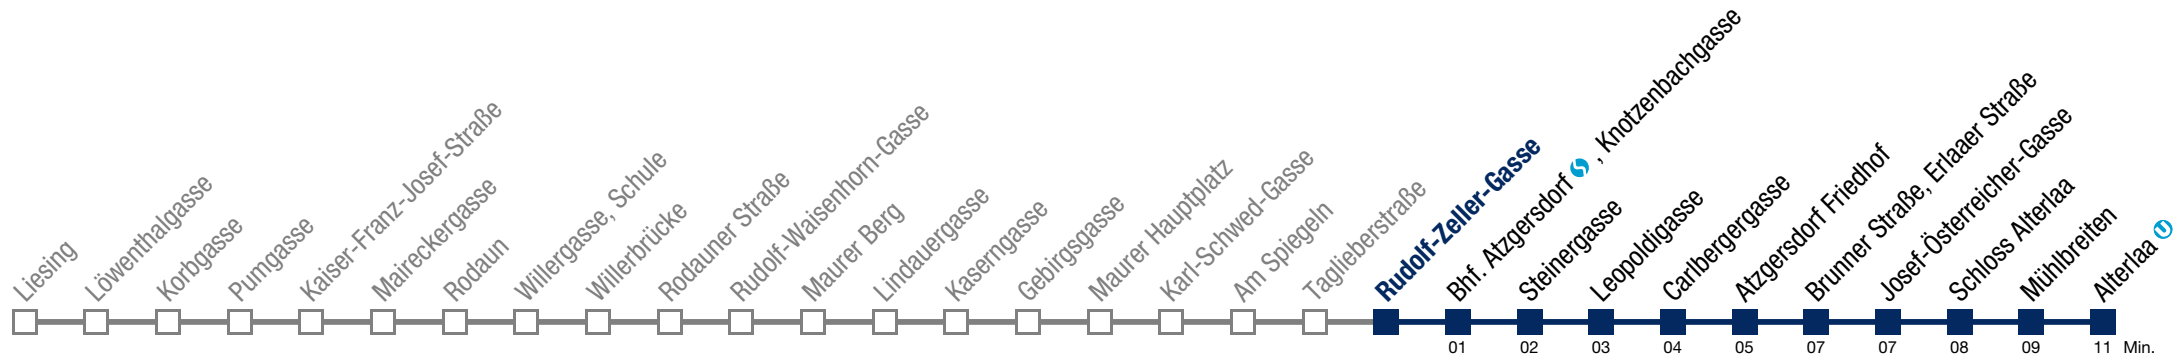 Liesing
Löwenthalgasse
Korbgasse
Pumgasse
Kaiser-Franz-Josef-Straße
Maireckergasse
Rodaun
Willergasse, Schule
Willerbrücke
Rodauner Straße
Rudolf-Waisenhorn-Gasse
Maurer Berg
Lindauergasse
Kaserngasse
Gebirgsgasse
Maurer Hauptplatz
Karl-Schwed-Gasse
Am Spiegeln
Taglieberstraße
Rudolf-Zeller-Gasse
Bhf. Atzgersdorf S , Knotzenbachgasse
Steinergasse
Leopoldigasse
Carlbergergasse
Atzgersdorf Friedhof
Brunner Straße, Erlaaer Straße
Josef-Österreicher-Gasse
Schloss Alterlaa
Mühlbreiten
Alterlaa U
01 02 03 04 05 07 07 08 09 11 Min.